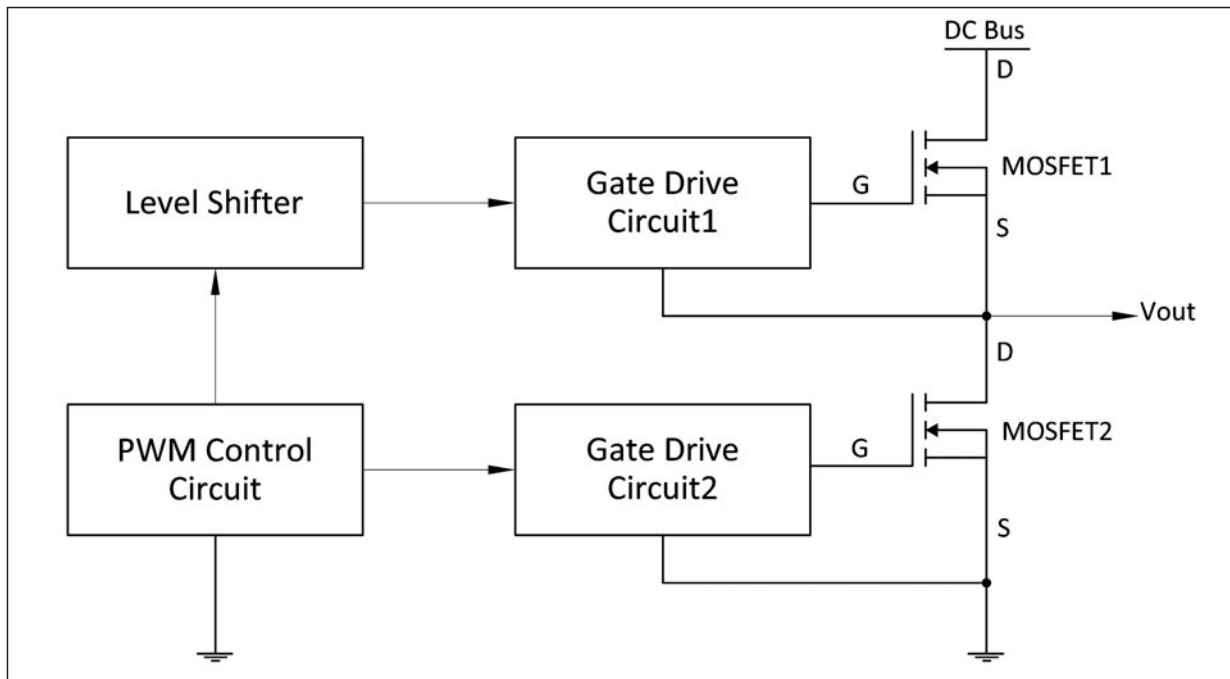 DC Bus
D
Level Shifter
Gate Drive
Circuit1
G
MOSFET1
S
Vout
D
PWM Control
Circuit
Gate Drive
Circuit2
G
MOSFET2
S